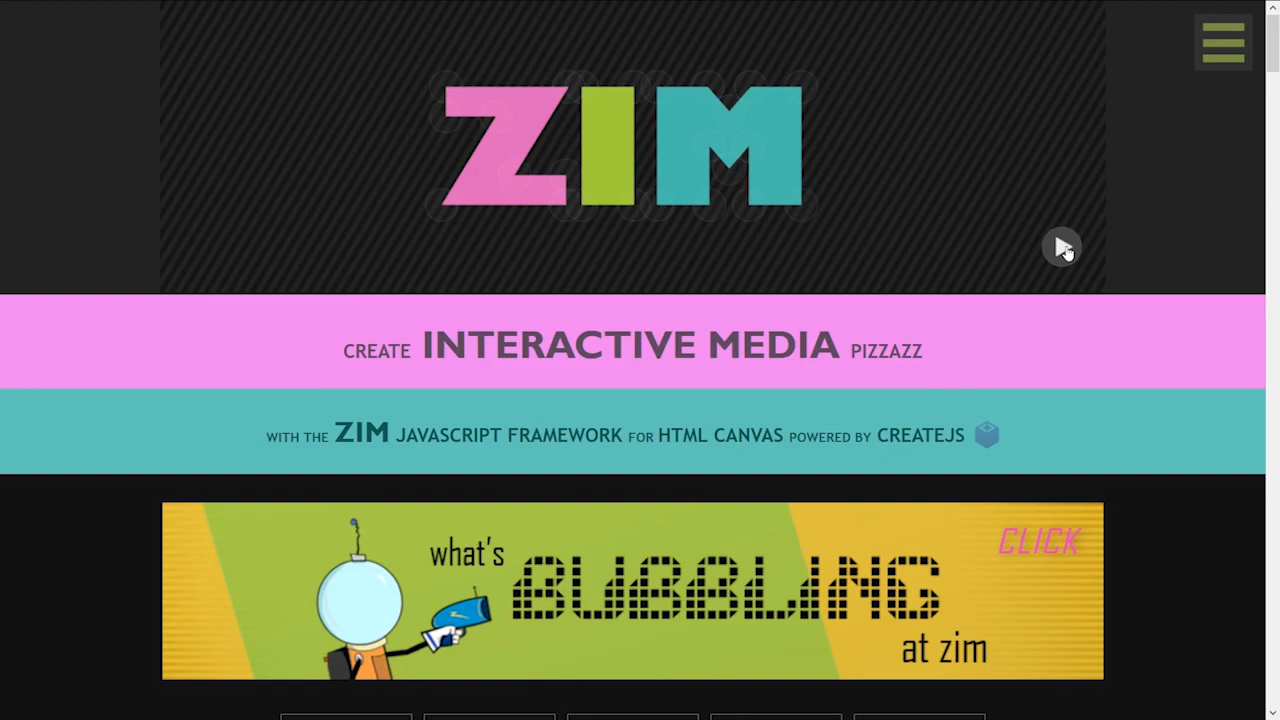 ZIM
CREATE INTERACTIVE MEDIA PIZZAZZ
WITH THE ZIM JAVASCRIPT FRAMEWORK FOR HTML CANVAS POWERED BY CREATEJS
CLICK
what's
BUBBLING
at zim